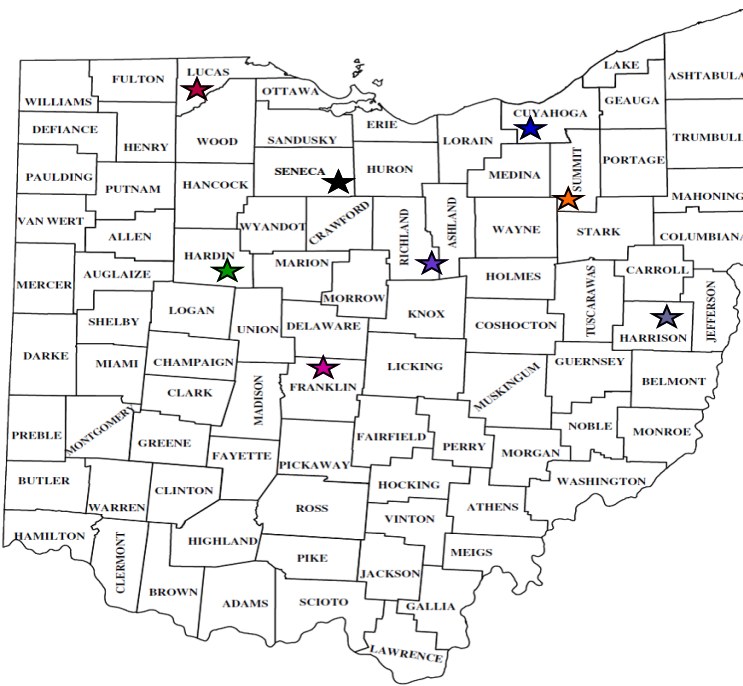 LAKE
ASHTABULA
LUCAS
FULTON
OTTAWA
WILLIAMS
GEAUGA
CUYAHOGA
DEFIANCE
ERIE
TRUMBULL
HENRY
WOOD
SANDUSKY
LORAIN
PORTAGE
SUMMIT
PAULDING
SENECA
HURON
MEDINA
PUTNAM
HANCOCK
MAHONING
VAN WERT
WYANDOT
CRAWFORD
RICHLAND
ASHLAND
WAYNE
STARK
COLUMBIANA
ALLEN
HARDIN
MARION
HOLMES
CARROLL
AUGLAIZE
MERCER
MORROW
TUSCARAWAS
JEFFERSON
LOGAN
KNOX
SHELBY
UNION
DELAWARE
COSHOCTON
HARRISON
DARKE
MIAMI
CHAMPAIGN
LICKING
GUERNSEY
BELMONT
CLARK
MADISON
FRANKLIN
MUSKINGUM
PREBLE
MONTGOMERY
GREENE
FAIRFIELD
PERRY
NOBLE
MONROE
FAYETTE
PICKAWAY
MORGAN
BUTLER
CLINTON
HOCKING
WASHINGTON
WARREN
ROSS
VINTON
ATHENS
HAMILTON
CLERMONT
HIGHLAND
PIKE
MEIGS
JACKSON
BROWN
ADAMS
SCIOTO
GALLIA
LAWRENCE